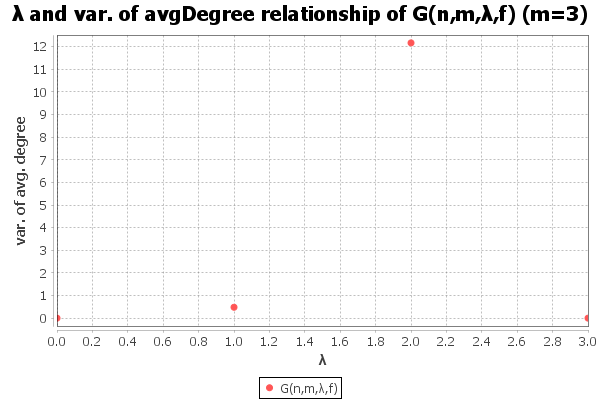 λ and var. of avgDegree relationship of G(n,m,λ,f) (m=3)
12
11
10
9
8
7
6
5
4
3
2
1
0
var. of avg. degree
0.0 0.2 0.4 0.6 0.8 1.0 1.2 1.4 1.6 1.8 2.0 2.2 2.4 2.6 2.8 3.0
λ
G(n,m,λ,f)